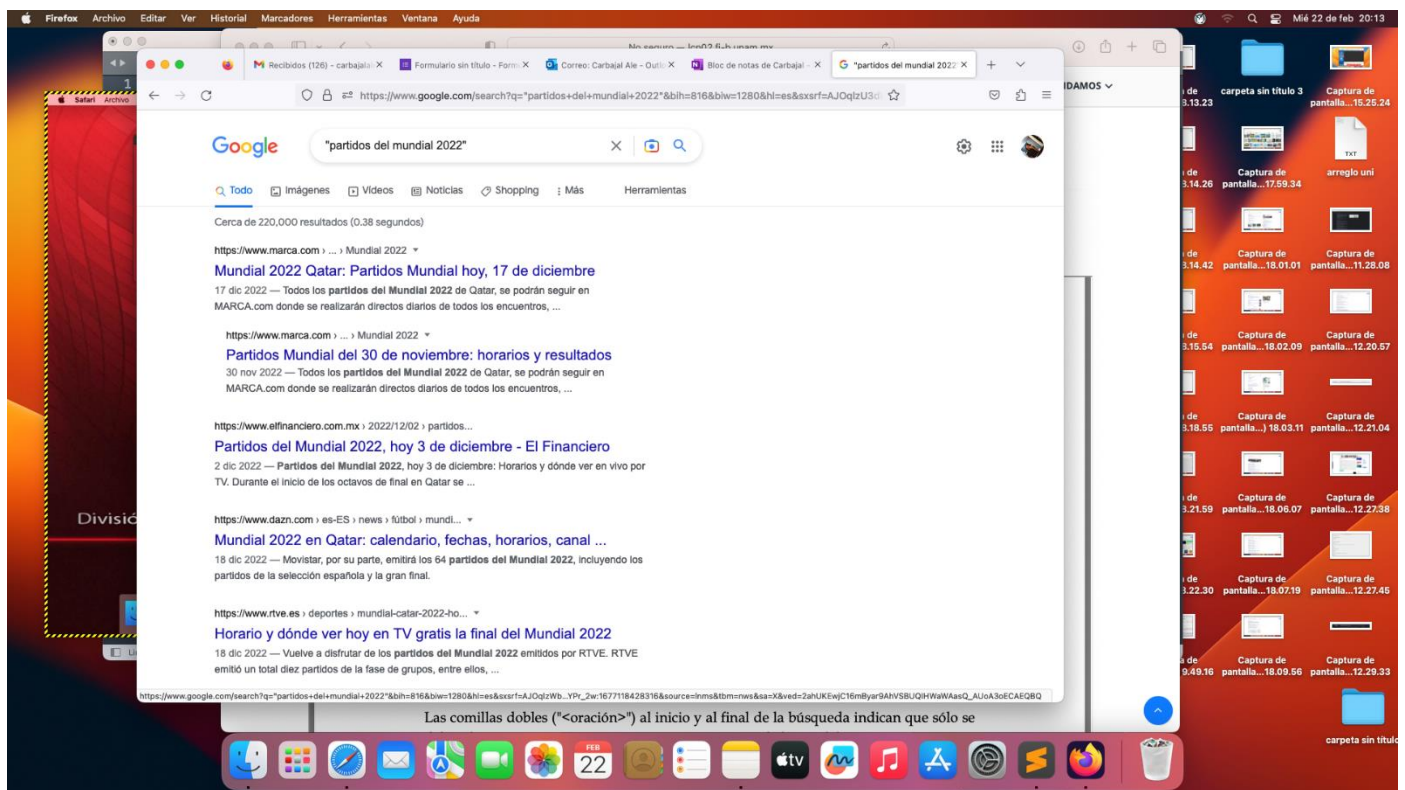 Firefox Archivo Editar Ver Historial Marcadores Herramientas Ventana Ayuda
Mié 22 de feb 20:13
No seguro — lcp02.fi-b.unam.mx
Recibidos (126) - carbajala
Formulario sin título - Form
Correo: Carbajal Ale - Outlo
Bloc de notas de Carbajal -
"partidos del mundial 2022"
1
Safari Archivo
https://www.google.com/search?q="partidos+del+mundial+2022"&bih=816&biw=1280&hl=es&sxsrf=AJOqlzU3d
IDAMOS
Google
"partidos del mundial 2022"
Todo Imágenes Vídeos Noticias Shopping Más Herramientas
Cerca de 220,000 resultados (0.38 segundos)
https://www.marca.com › ... › Mundial 2022
Mundial 2022 Qatar: Partidos Mundial hoy, 17 de diciembre
17 dic 2022 — Todos los partidos del Mundial 2022 de Qatar, se podrán seguir en
MARCA.com donde se realizarán directos diarios de todos los encuentros, ...
https://www.marca.com › ... › Mundial 2022
Partidos Mundial del 30 de noviembre: horarios y resultados
30 nov 2022 — Todos los partidos del Mundial 2022 de Qatar, se podrán seguir en
MARCA.com donde se realizarán directos diarios de todos los encuentros, ...
https://www.elfinanciero.com.mx › 2022/12/02 › partidos...
Partidos del Mundial 2022, hoy 3 de diciembre - El Financiero
2 dic 2022 — Partidos del Mundial 2022, hoy 3 de diciembre: Horarios y dónde ver en vivo por
TV. Durante el inicio de los octavos de final en Qatar se ...
https://www.dazn.com › es-ES › news › fútbol › mundi...
Mundial 2022 en Qatar: calendario, fechas, horarios, canal ...
18 dic 2022 — Movistar, por su parte, emitirá los 64 partidos del Mundial 2022, incluyendo los
partidos de la selección española y la gran final.
https://www.rtve.es › deportes › mundial-catar-2022-ho...
Horario y dónde ver hoy en TV gratis la final del Mundial 2022
18 dic 2022 — Vuelve a disfrutar de los partidos del Mundial 2022 emitidos por RTVE. RTVE
emitió un total diez partidos de la fase de grupos, entre ellos, ...
Divisió
Las comillas dobles ("<oración>") al inicio y al final de la búsqueda indican que sólo se
carpeta sin título 3
Captura de
pantalla...15.25.24
Captura de
pantalla...17.59.34
TXT
arreglo uni
Captura de
pantalla...18.01.01
Captura de
pantalla...11.28.08
Captura de
pantalla...18.02.09
Captura de
pantalla...12.20.57
Captura de
pantalla...) 18.03.11
Captura de
pantalla...12.21.04
Captura de
pantalla...18.06.07
Captura de
pantalla...12.27.38
Captura de
pantalla...18.07.19
Captura de
pantalla...12.27.45
Captura de
pantalla...18.09.56
Captura de
pantalla...12.29.33
carpeta sin título
FEB
22
tv